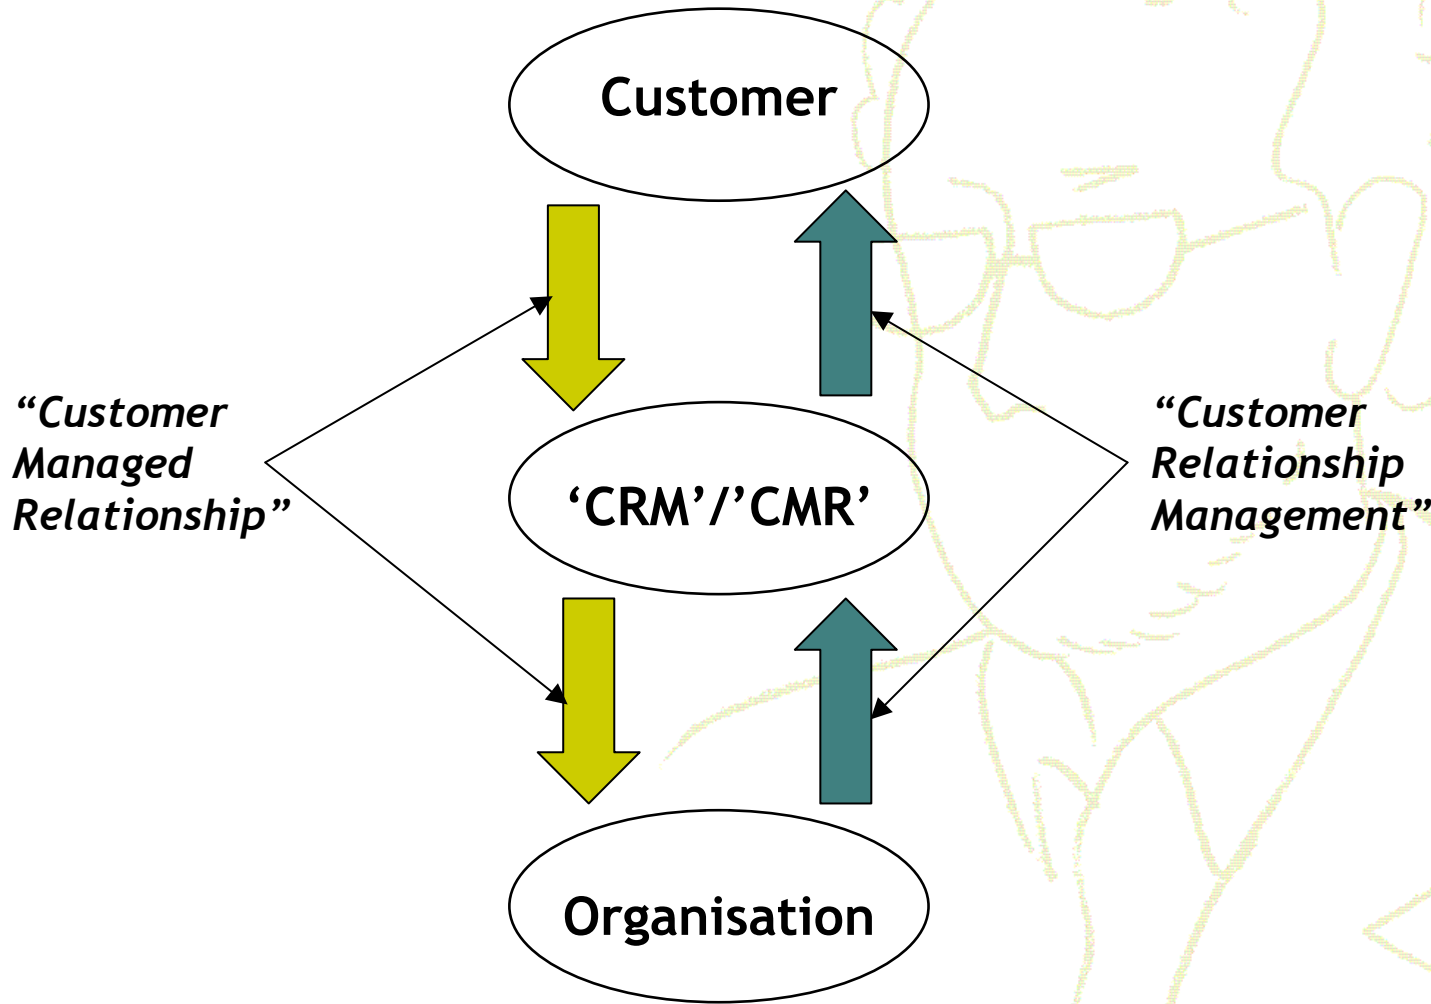 Customer
“Customer
Managed
Relationship”
‘CRM’/’CMR’
“Customer
Relationship
Management”
Organisation